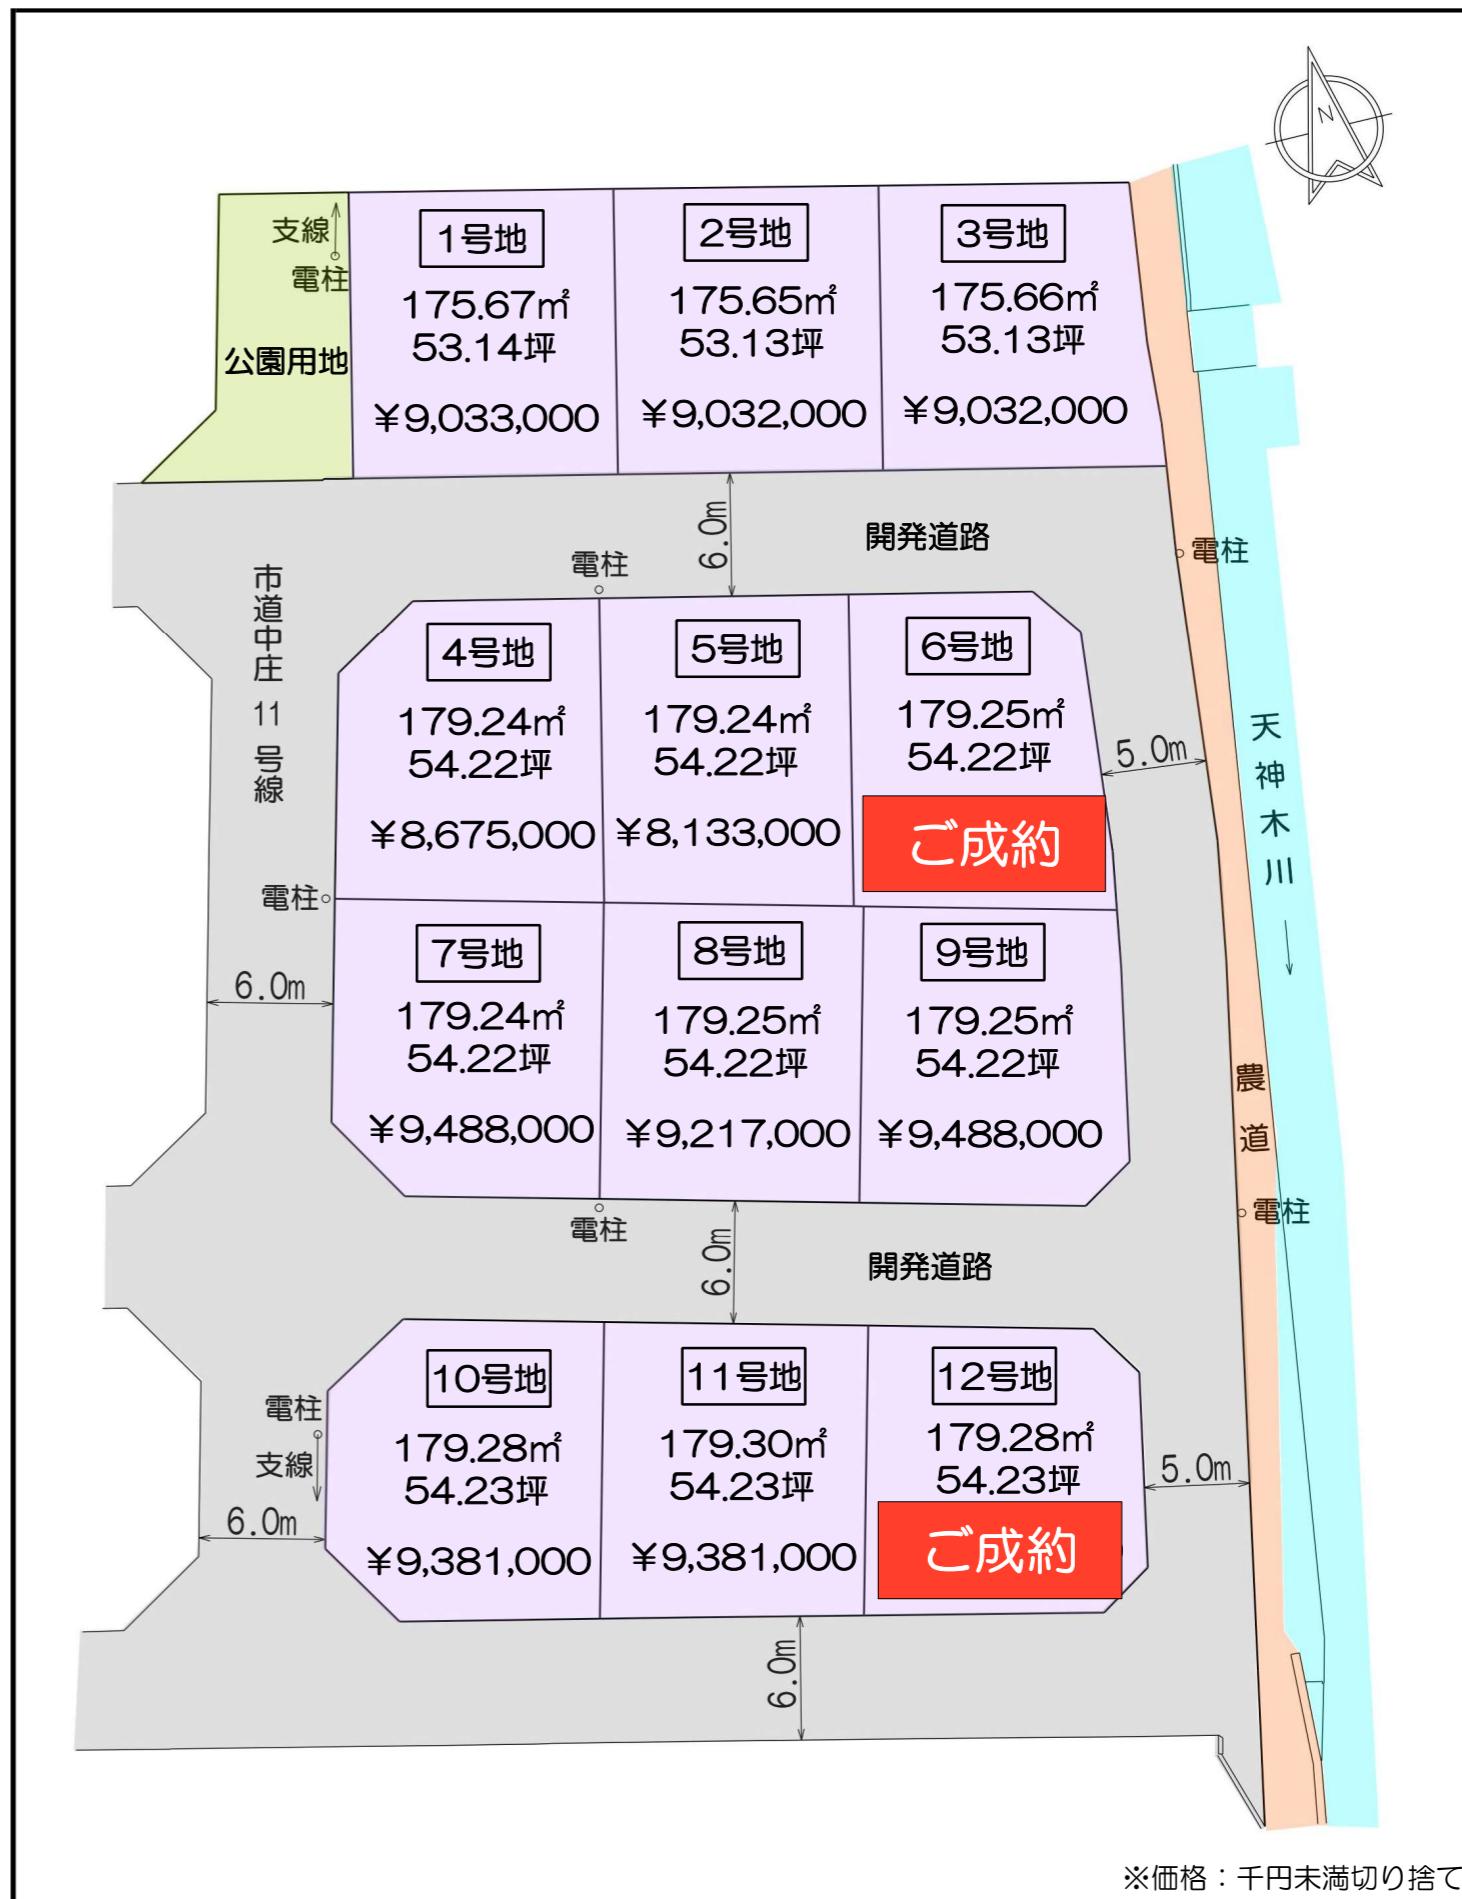 N
支線
電柱
公園用地
1号地
175.67㎡
53.14坪
¥9,033,000
2号地
175.65㎡
53.13坪
¥9,032,000
3号地
175.66㎡
53.13坪
¥9,032,000
6.0m
開発道路
電柱
電柱
市道中庄11号線
4号地
179.24㎡
54.22坪
¥8,675,000
5号地
179.24㎡
54.22坪
¥8,133,000
6号地
179.25㎡
54.22坪
ご成約
5.0m
天神木川
電柱
6.0m
7号地
179.24㎡
54.22坪
¥9,488,000
8号地
179.25㎡
54.22坪
¥9,217,000
9号地
179.25㎡
54.22坪
¥9,488,000
農道
電柱
電柱
6.0m
開発道路
電柱
支線
6.0m
10号地
179.28㎡
54.23坪
¥9,381,000
11号地
179.30㎡
54.23坪
¥9,381,000
12号地
179.28㎡
54.23坪
ご成約
5.0m
6.0m
※価格：千円未満切り捨て